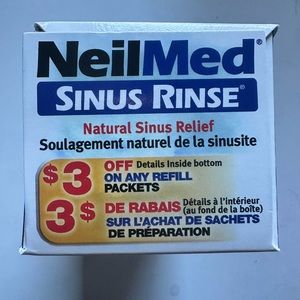 NeilMed®
SINUS RINSE®
Natural Sinus Relief
Soulagement naturel de la sinusite
$3 OFF Details Inside bottom
ON ANY REFILL
PACKETS
3$ DE RABAIS Détails à l'intérieur
(au fond de la boîte)
SUR L'ACHAT DE SACHETS
DE PRÉPARATION